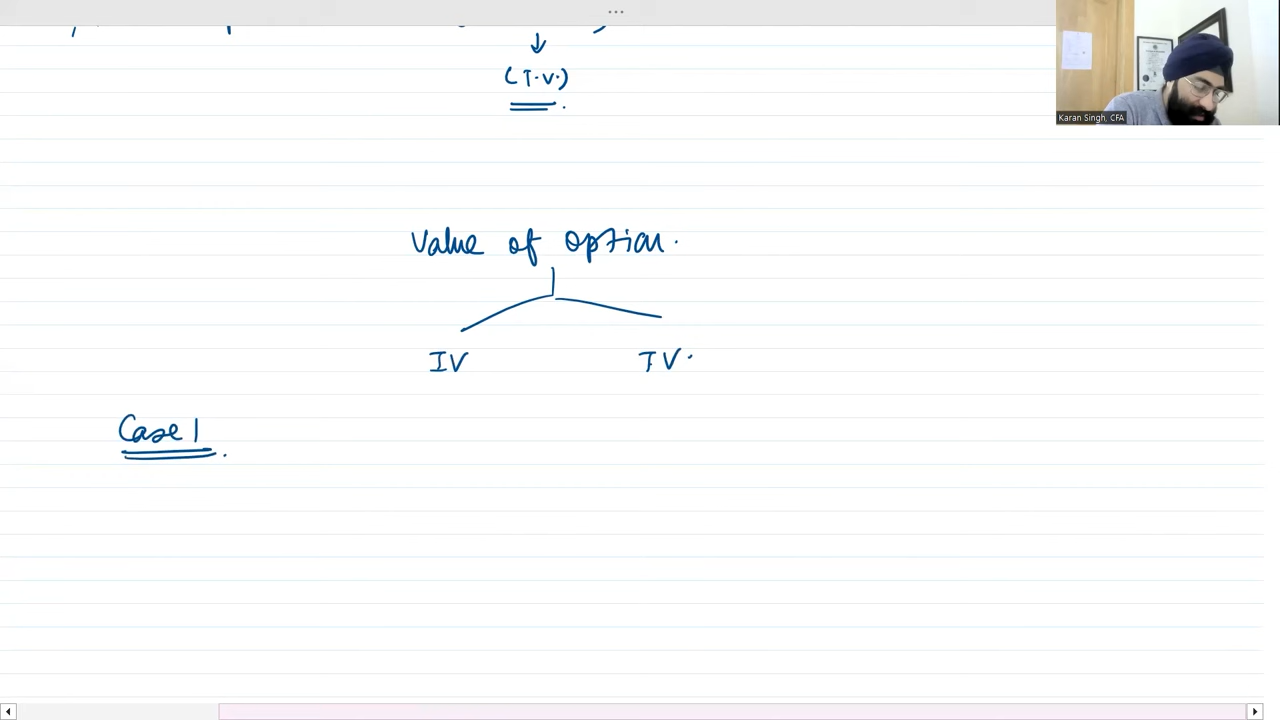 (T.V.)
Karan Singh, CFA
Value of option.
IV TV.
Case 1.